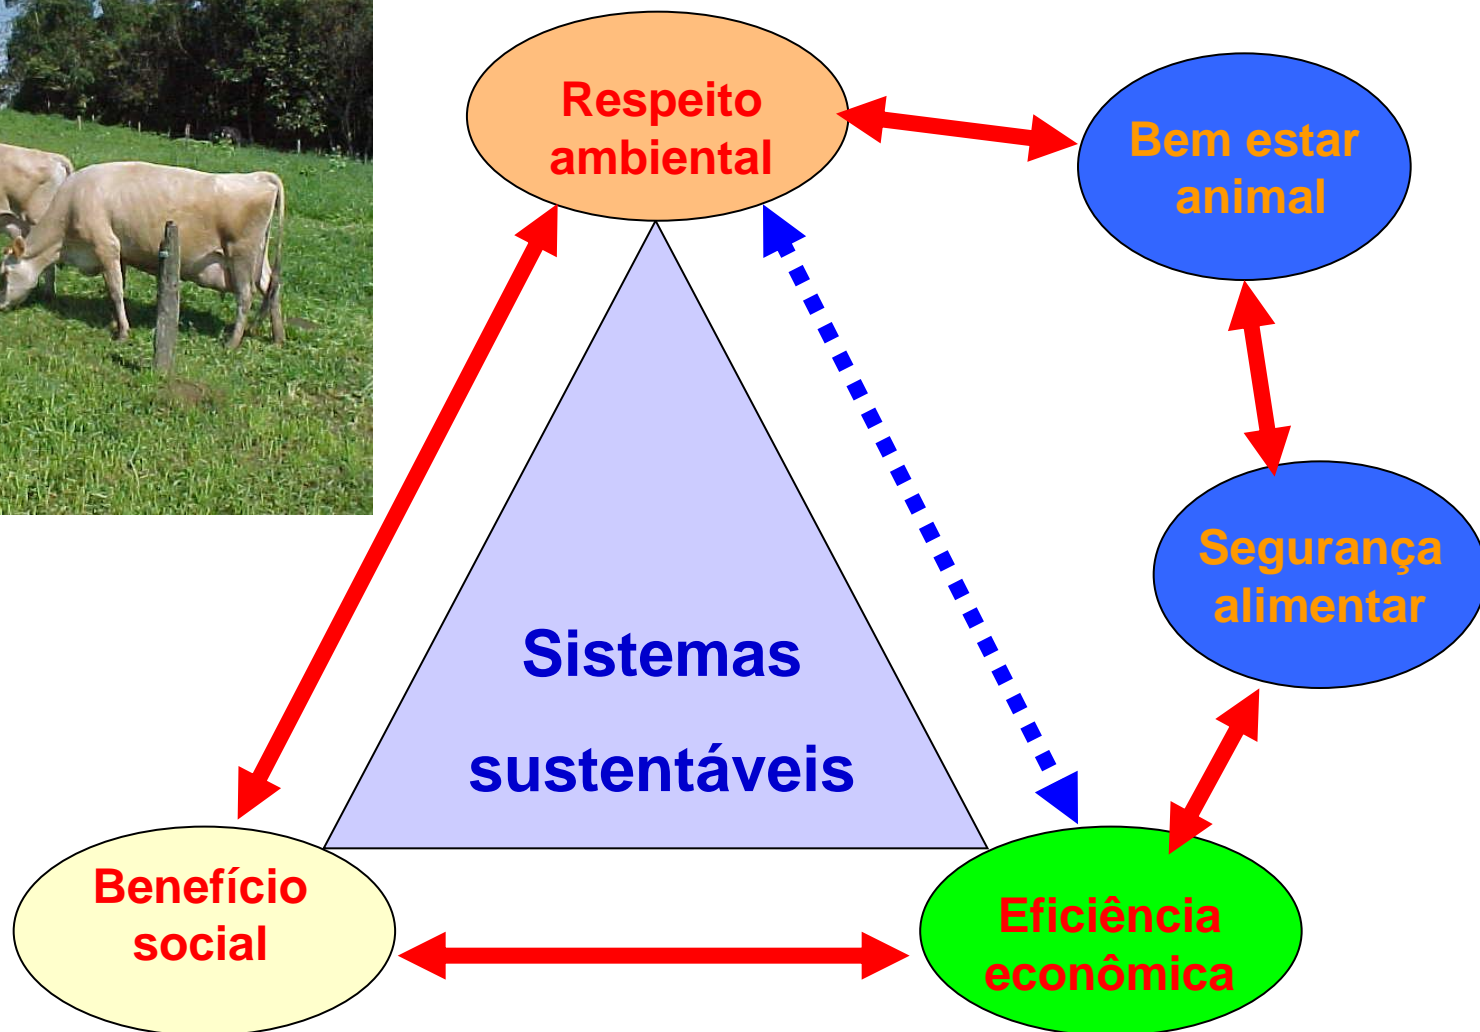 Respeito
ambiental
Bem estar
animal
Segurança
alimentar
Sistemas
sustentáveis
Benefício
social
Eficiência
econômica